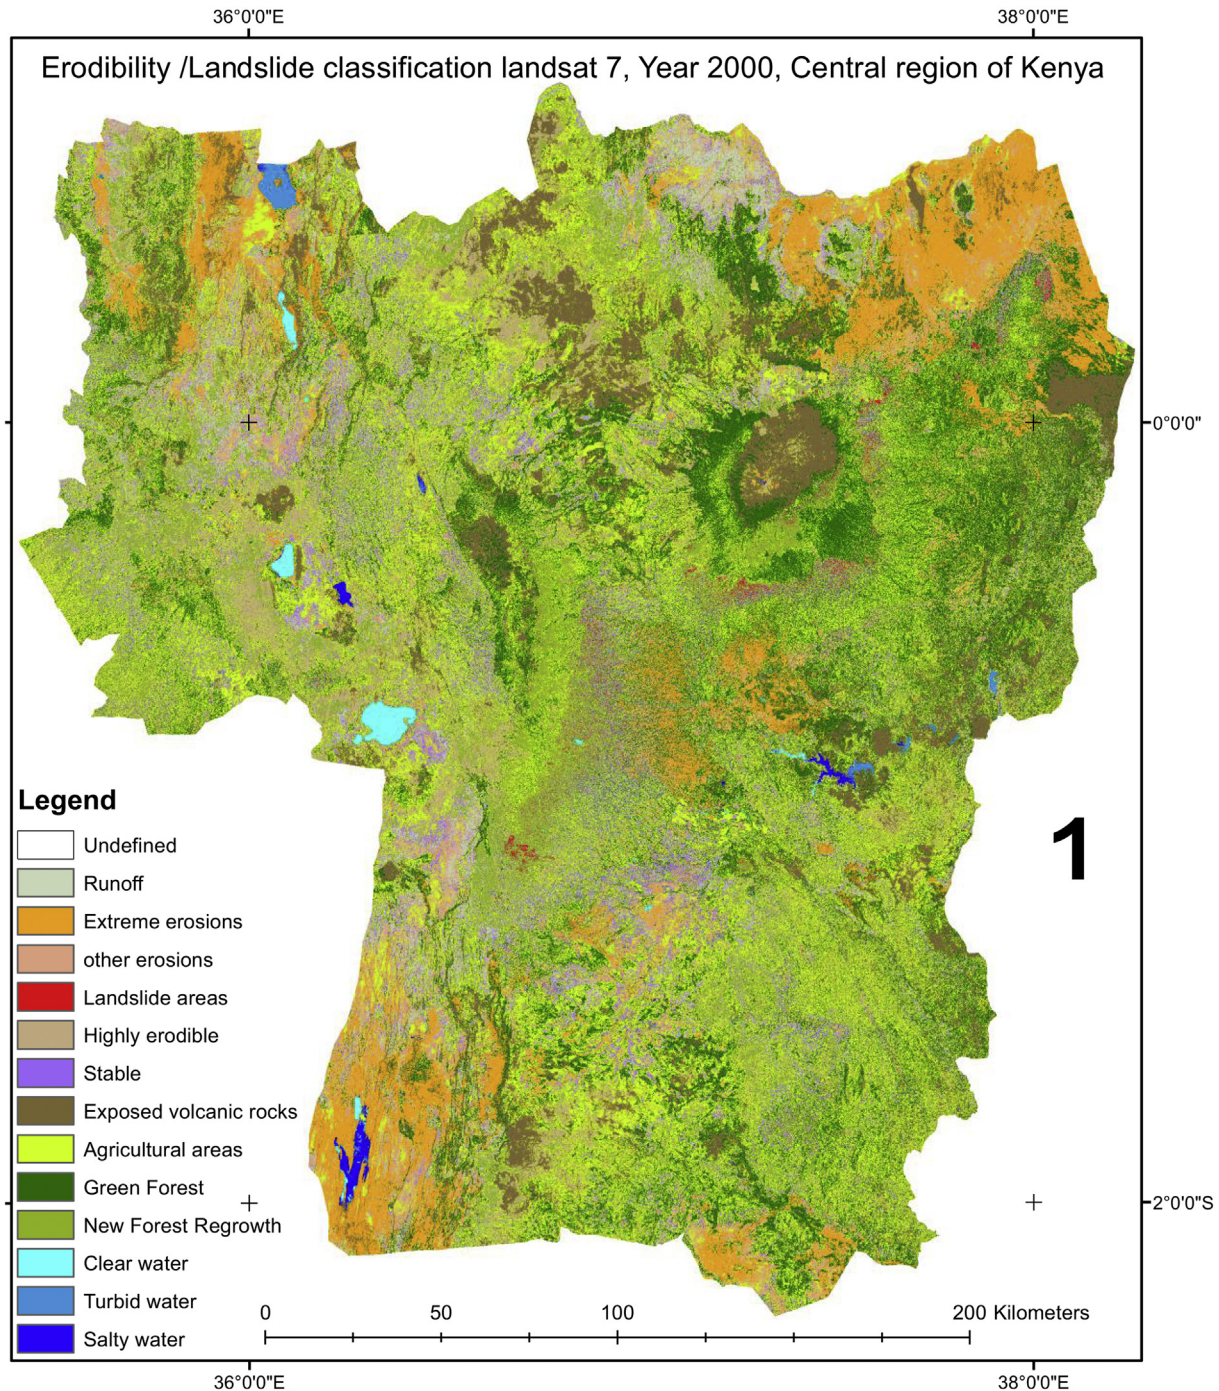 36°0'0"E
38°0'0"E
Erodibility /Landslide classification landsat 7, Year 2000, Central region of Kenya
0°0'0"
Legend
Undefined
Runoff
Extreme erosions
other erosions
Landslide areas
Highly erodible
Stable
Exposed volcanic rocks
Agricultural areas
Green Forest
New Forest Regrowth
Clear water
Turbid water
Salty water
1
2°0'0"S
0 50 100 200 Kilometers
36°0'0"E
38°0'0"E